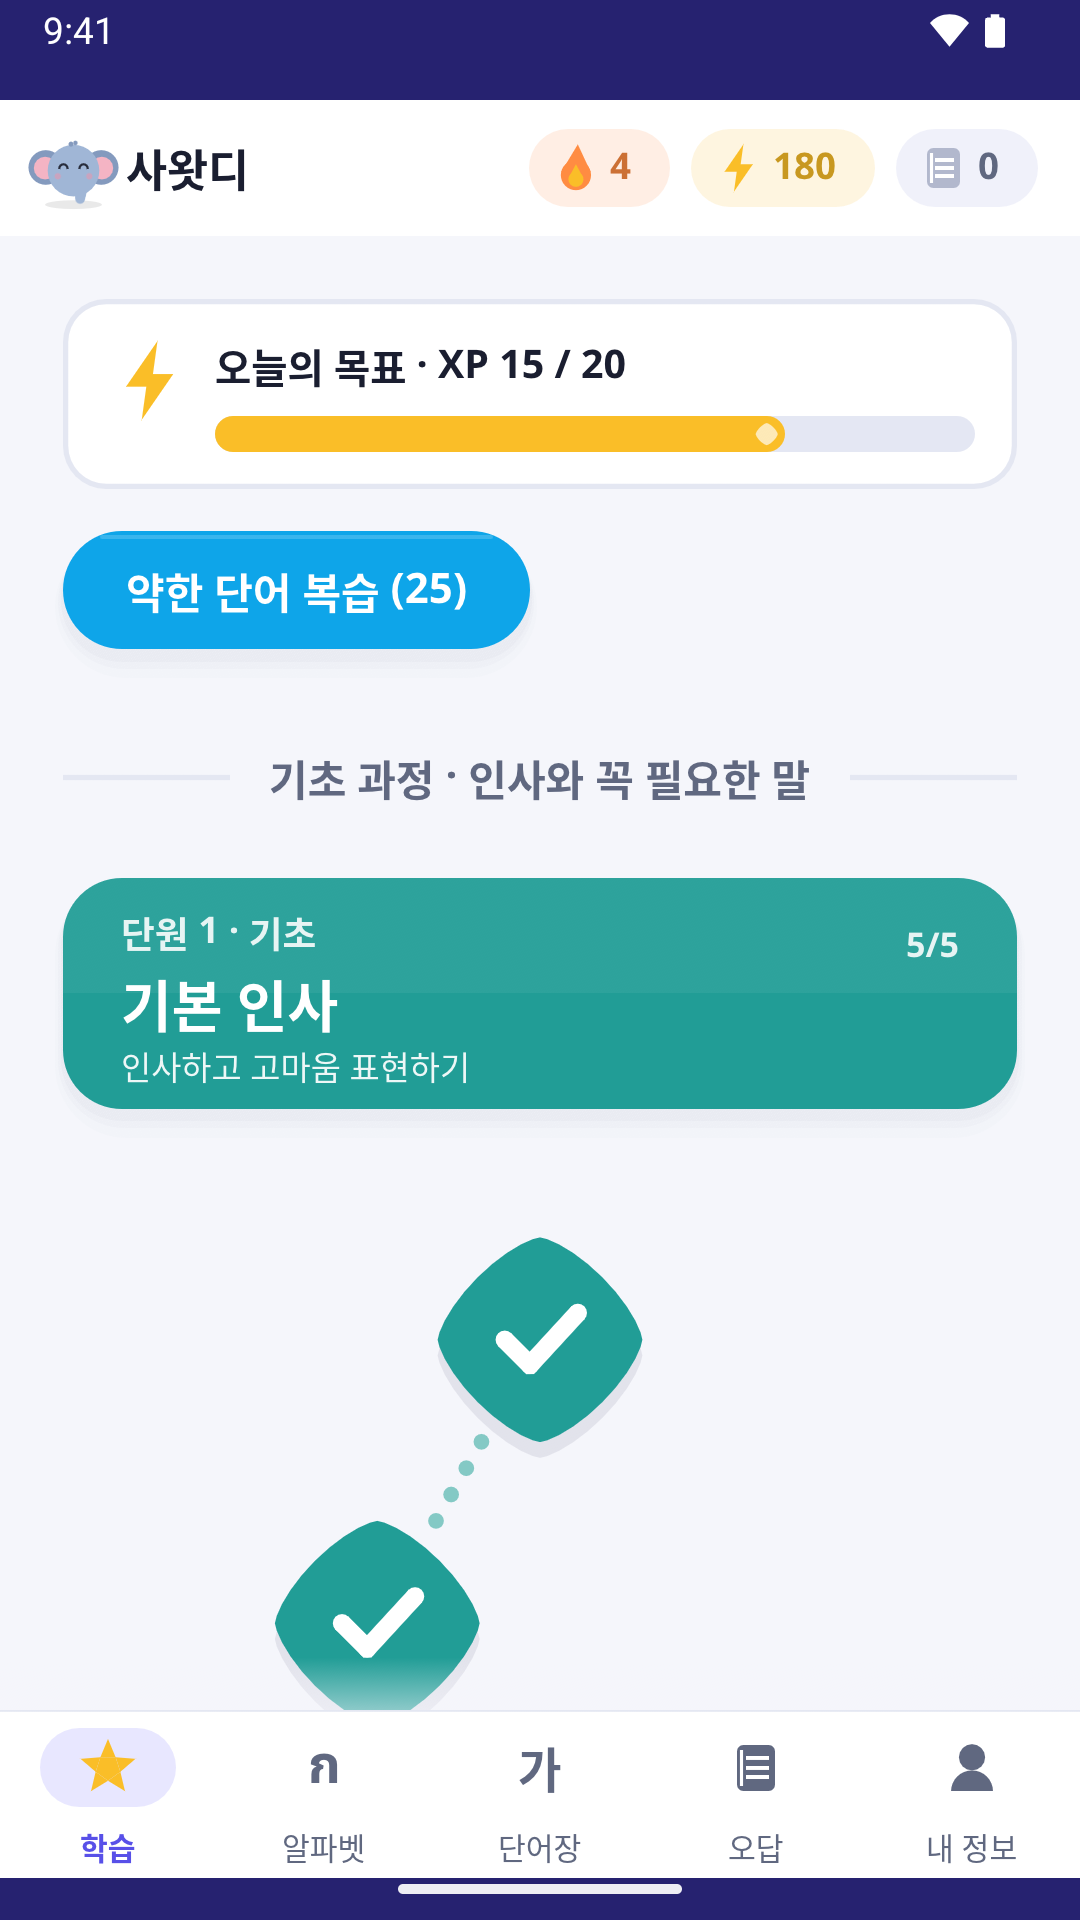 9:41
사왓디
4
180
0
오늘의 목표 · XP 15 / 20
약한 단어 복습 (25)
기초 과정 · 인사와 꼭 필요한 말
단원 1 · 기초
5/5
기본 인사
인사하고 고마움 표현하기
ก
가
학습
알파벳
단어장
오답
내 정보